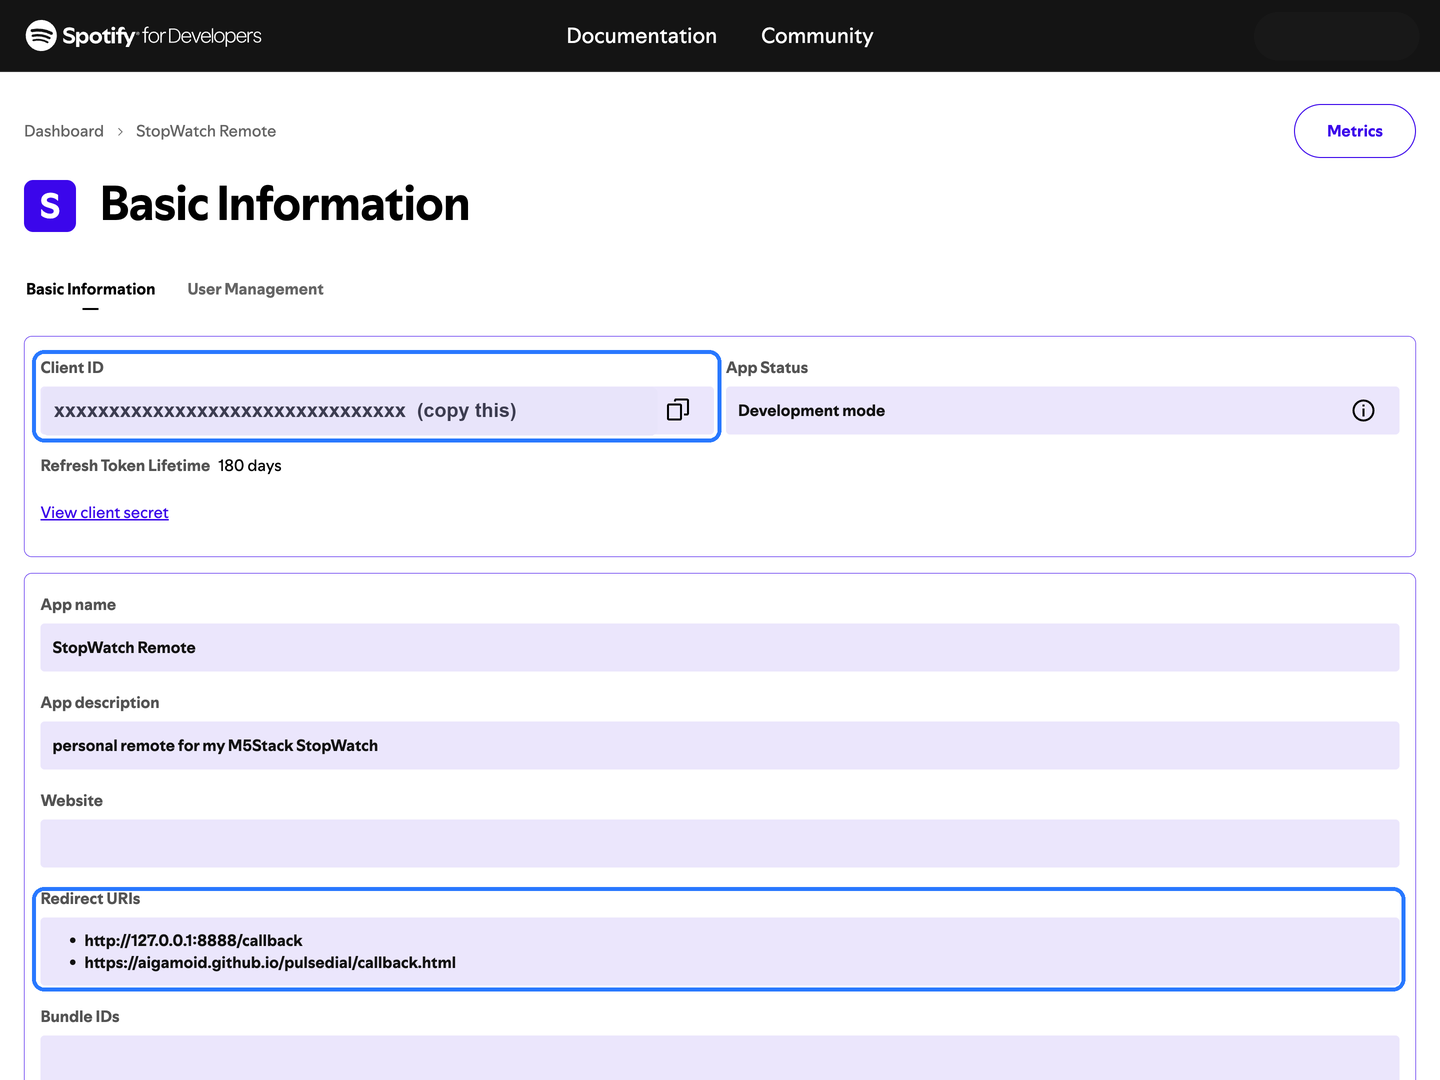 Spotify for Developers
Documentation
Community
Dashboard > StopWatch Remote
Metrics
S
Basic Information
Basic Information
User Management
Client ID
xxxxxxxxxxxxxxxxxxxxxxxxxxxxxxxx (copy this)
App Status
Development mode
Refresh Token Lifetime 180 days
View client secret
App name
StopWatch Remote
App description
personal remote for my M5Stack StopWatch
Website
Redirect URIs
• http://127.0.0.1:8888/callback
• https://aigamoid.github.io/pulsedial/callback.html
Bundle IDs